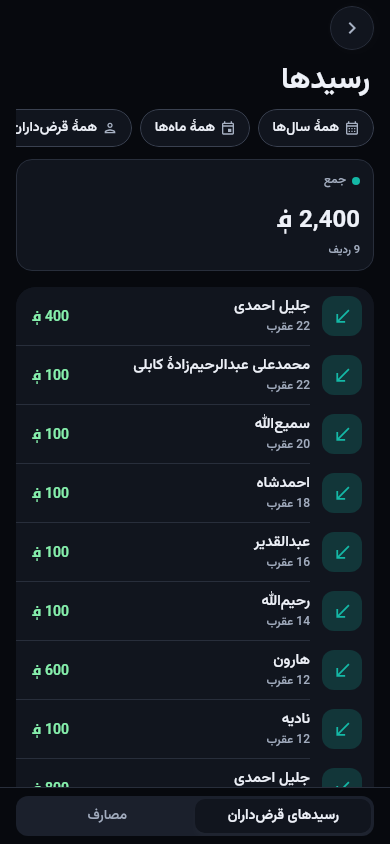 رسیدها
همهٔ سال‌ها
همهٔ ماه‌ها
همهٔ قرض‌داران
جمع
2,400 ؋
9 ردیف
جلیل احمدی
22 عقرب
400 ؋
محمدعلی عبدالرحیم‌زادهٔ کابلی
22 عقرب
100 ؋
سمیع‌الله
20 عقرب
100 ؋
احمدشاه
18 عقرب
100 ؋
عبدالقدیر
16 عقرب
100 ؋
رحیم‌الله
14 عقرب
100 ؋
هارون
12 عقرب
600 ؋
نادیه
12 عقرب
100 ؋
جلیل احمدی
رسیدهای قرض‌داران
مصارف